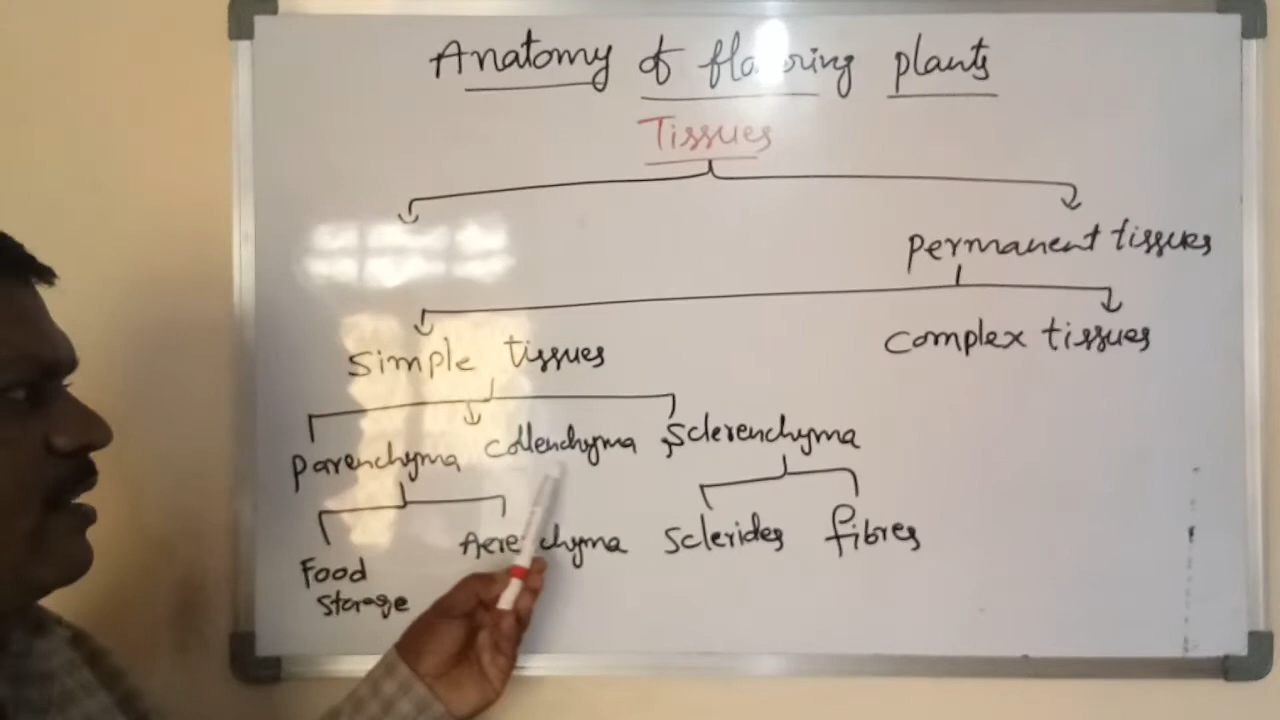 Anatomy of flowering plants
Tissues
Permanent tissues
Simple tissues
Complex tissues
Parenchyma Collenchyma, Sclerenchyma
Aerenchyma Sclerides fibres
Food
Storage